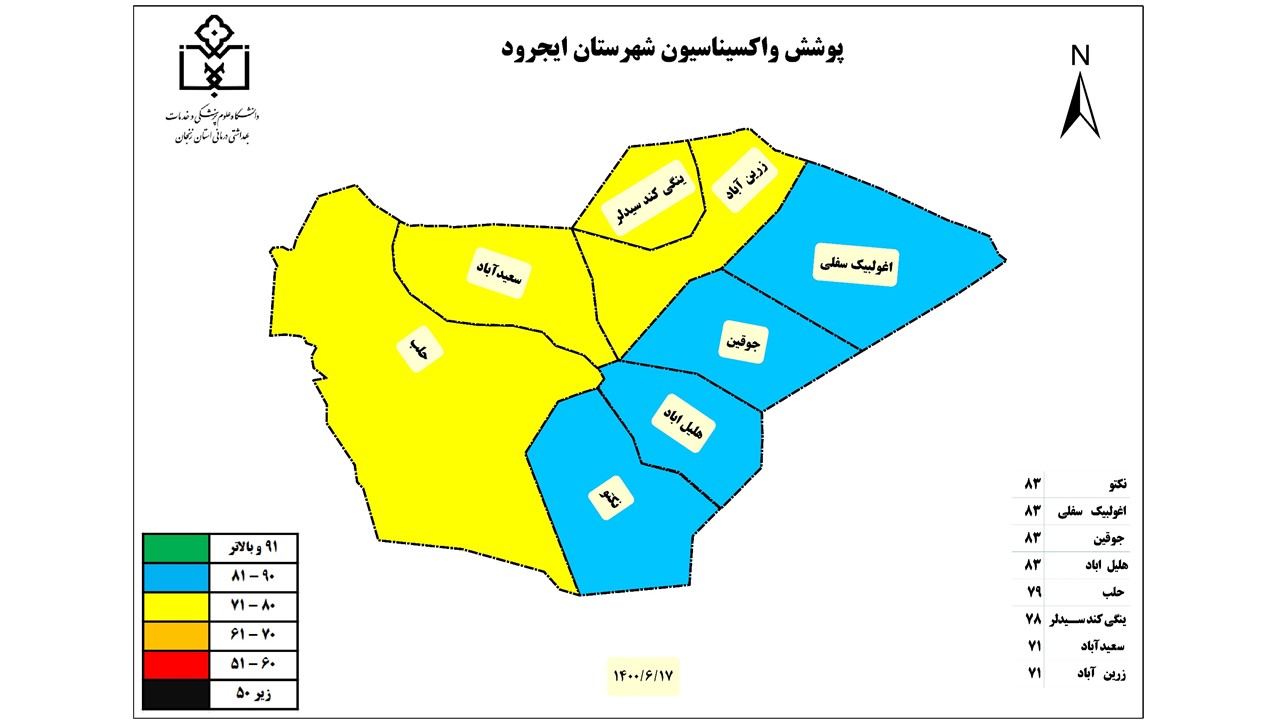 پوشش واکسیناسیون شهرستان ایجرود
N
دانشگاه علوم پزشکی و خدمات
بهداشتی درمانی استان زنجان
زرین آباد
ینگی کند سیدلر
اغولبیک سفلی
سعیدآباد
جوقین
حلب
هلیل اباد
نکتو
نکتو ۸۳
اغولبیک سفلی ۸۳
جوقین ۸۳
هلیل اباد ۸۳
حلب ۷۹
ینگی کند سیدلر ۷۸
سعیدآباد ۷۱
زرین آباد ۷۱
۹۱ و بالاتر
۸۱ – ۹۰
۷۱ – ۸۰
۶۱ – ۷۰
۵۱ – ۶۰
زیر ۵۰
۱۴۰۰/۶/۱۷